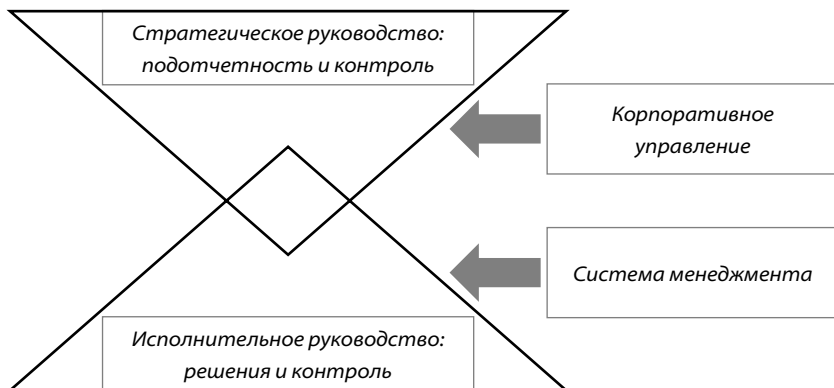 Стратегическое руководство:
подотчетность и контроль
Корпоративное
управление
Система менеджмента
Исполнительное руководство:
решения и контроль